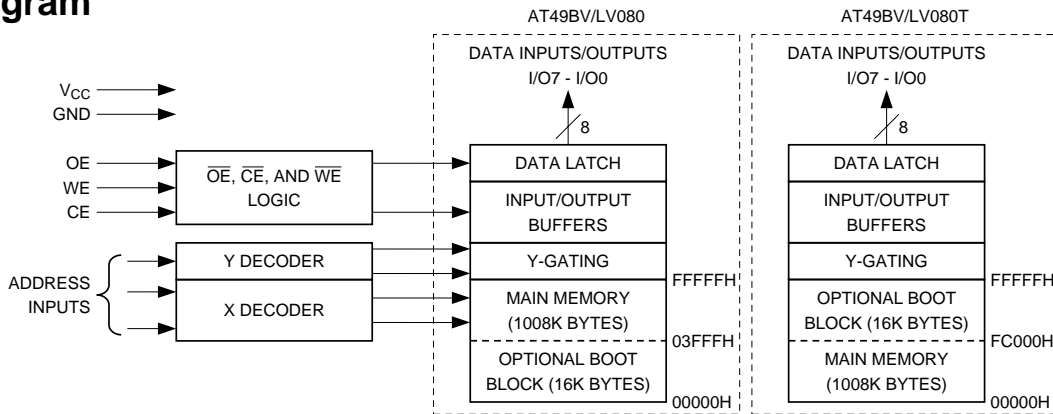 gram
AT49BV/LV080
DATA INPUTS/OUTPUTS
I/O7 - I/O0
8
VCC
GND
OE
WE
CE
OE, CE, AND WE
LOGIC
ADDRESS
INPUTS
Y DECODER
X DECODER
DATA LATCH
INPUT/OUTPUT
BUFFERS
Y-GATING
FFFFFH
MAIN MEMORY
(1008K BYTES)
03FFFH
OPTIONAL BOOT
BLOCK (16K BYTES)
00000H
AT49BV/LV080T
DATA INPUTS/OUTPUTS
I/O7 - I/O0
8
DATA LATCH
INPUT/OUTPUT
BUFFERS
Y-GATING
FFFFFH
OPTIONAL BOOT
BLOCK (16K BYTES)
FC000H
MAIN MEMORY
(1008K BYTES)
00000H